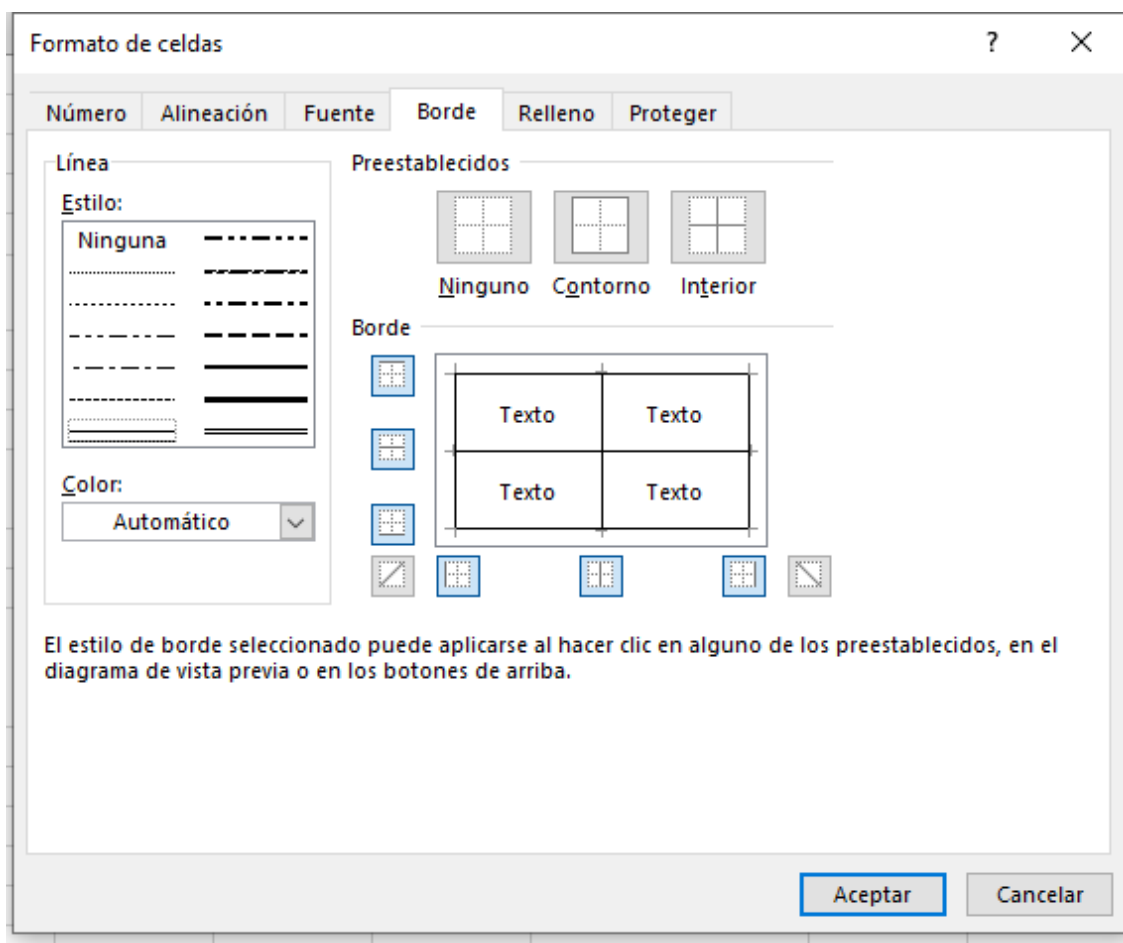 Formato de celdas ?
Número Alineación Fuente Borde Relleno Proteger
Línea
Estilo:
Ninguna
Color:
Automático
Preestablecidos
Ninguno Contorno Interior
Borde
Texto Texto
Texto Texto
El estilo de borde seleccionado puede aplicarse al hacer clic en alguno de los preestablecidos, en el
diagrama de vista previa o en los botones de arriba.
Aceptar Cancelar